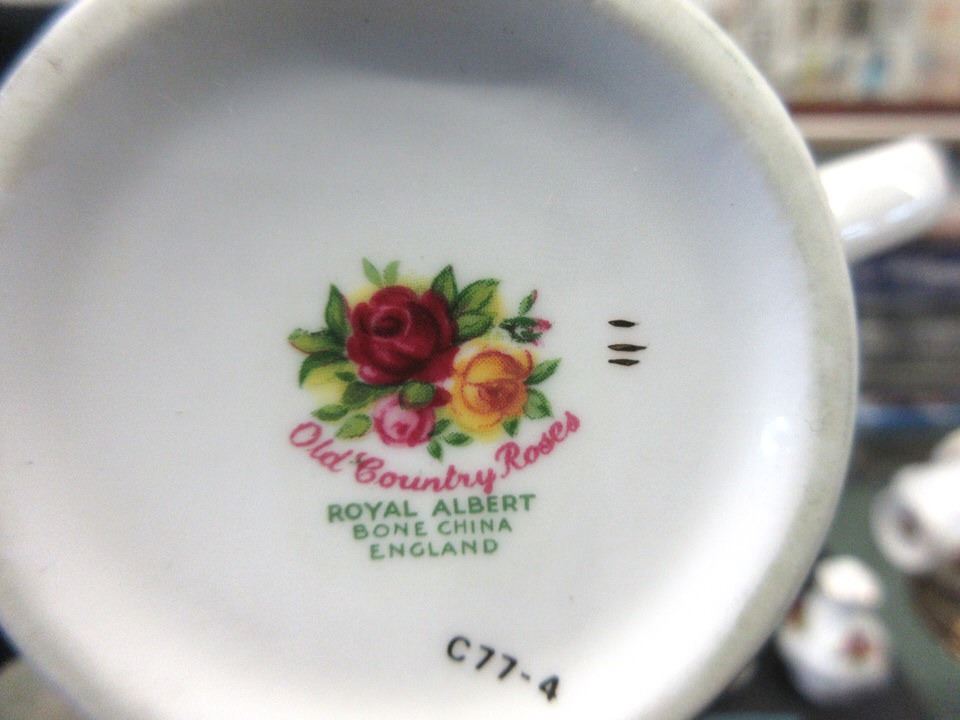 Old Country Roses
ROYAL ALBERT
BONE CHINA
ENGLAND
C77-4